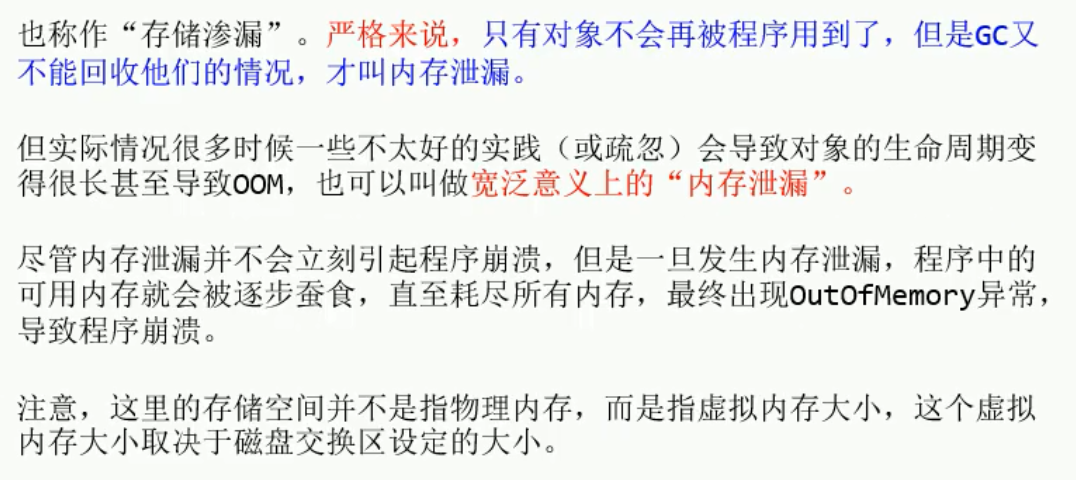 也称作“存储渗漏”。严格来说，只有对象不会再被程序用到了，但是GC又
不能回收他们的情况，才叫内存泄漏。
但实际情况很多时候一些不太好的实践（或疏忽）会导致对象的生命周期变
得很长甚至导致OOM，也可以叫做宽泛意义上的“内存泄漏”。
尽管内存泄漏并不会立刻引起程序崩溃，但是一旦发生内存泄漏，程序中的
可用内存就会被逐步蚕食，直至耗尽所有内存，最终出现OutOfMemory异常，
导致程序崩溃。
注意，这里的存储空间并不是指物理内存，而是指虚拟内存大小，这个虚拟
内存大小取决于磁盘交换区设定的大小。